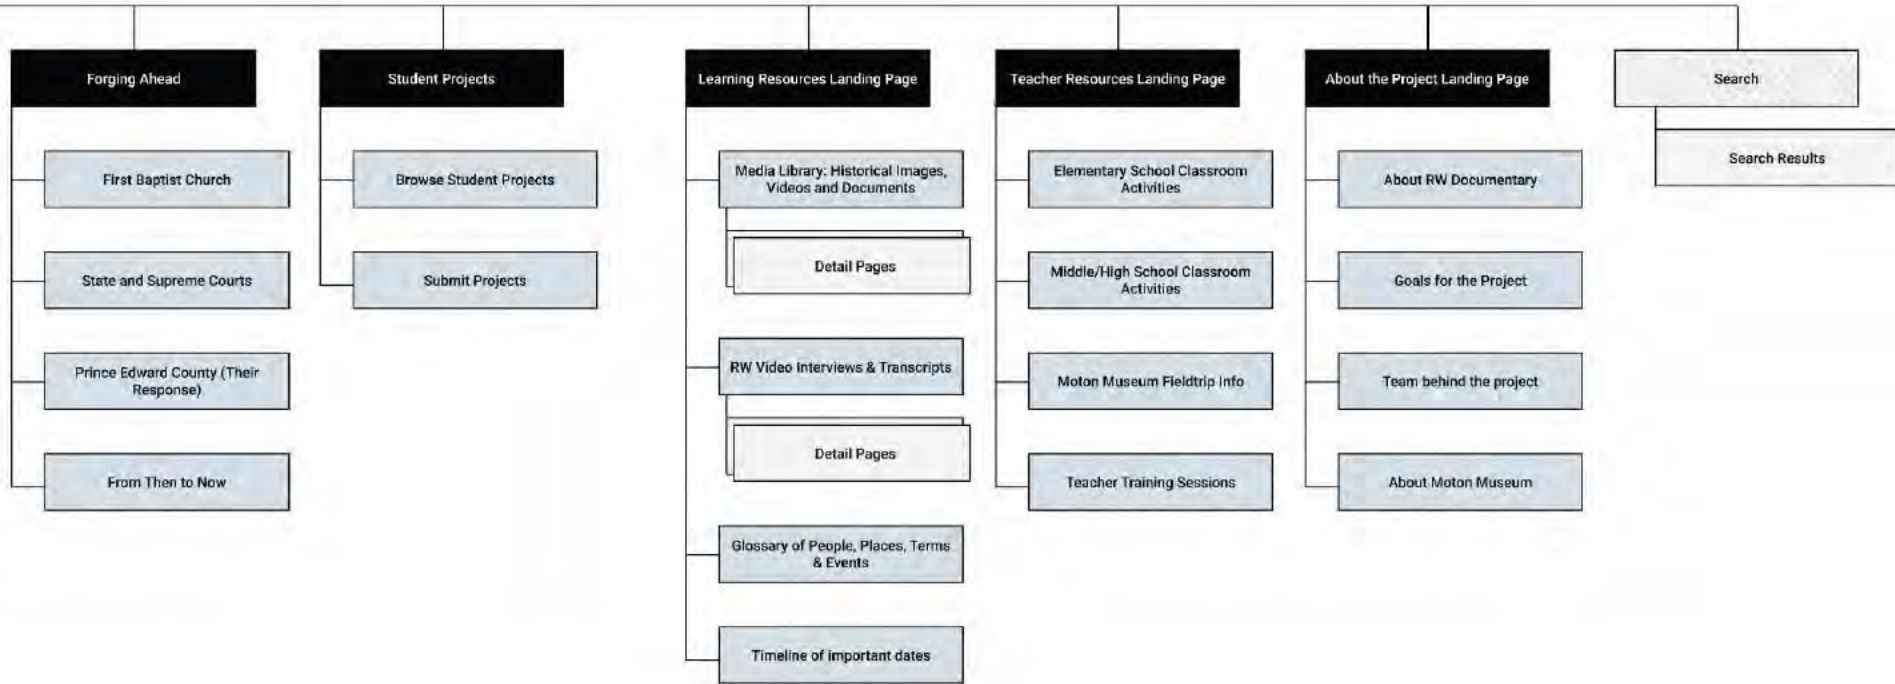 Forging Ahead
First Baptist Church
State and Supreme Courts
Prince Edward County (Their
Response)
From Then to Now
Student Projects
Browse Student Projects
Submit Projects
Learning Resources Landing Page
Media Library: Historical Images,
Videos and Documents
Detail Pages
RW Video Interviews & Transcripts
Detail Pages
Glossary of People, Places, Terms
& Events
Timeline of important dates
Teacher Resources Landing Page
Elementary School Classroom
Activities
Middle/High School Classroom
Activities
Moton Museum Fieldtrip Info
Teacher Training Sessions
About the Project Landing Page
About RW Documentary
Goals for the Project
Team behind the project
About Moton Museum
Search
Search Results